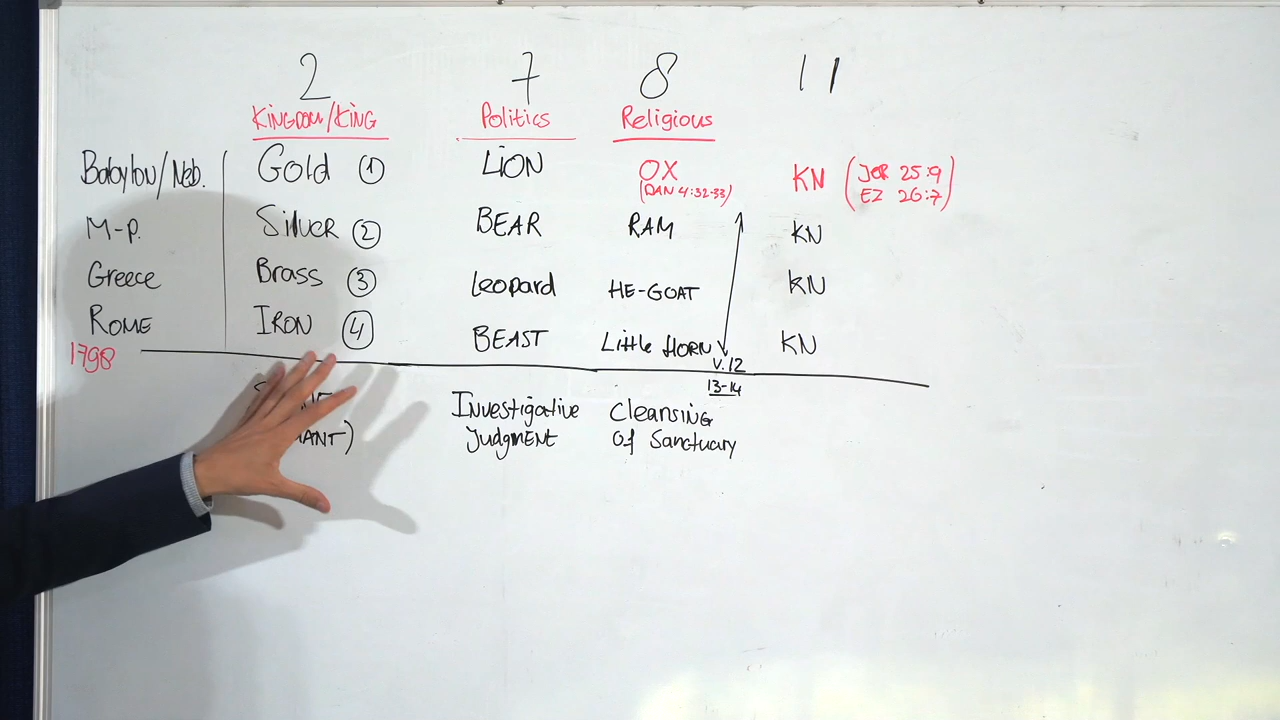 2 7 8 11
Kingdom/King Politics Religious
Babylon/Neb. Gold 1 Lion OX KN (Jer 25:9
(DAN 4:32-33) EZ 26:7)
M-P. Silver 2 BEAR RAM KN
Greece Brass 3 Leopard HE-GOAT KN
ROME IRON 4 BEAST Little HORN KN
1798 V.12
13-14
Investigative Cleansing
Judgment Of Sanctuary